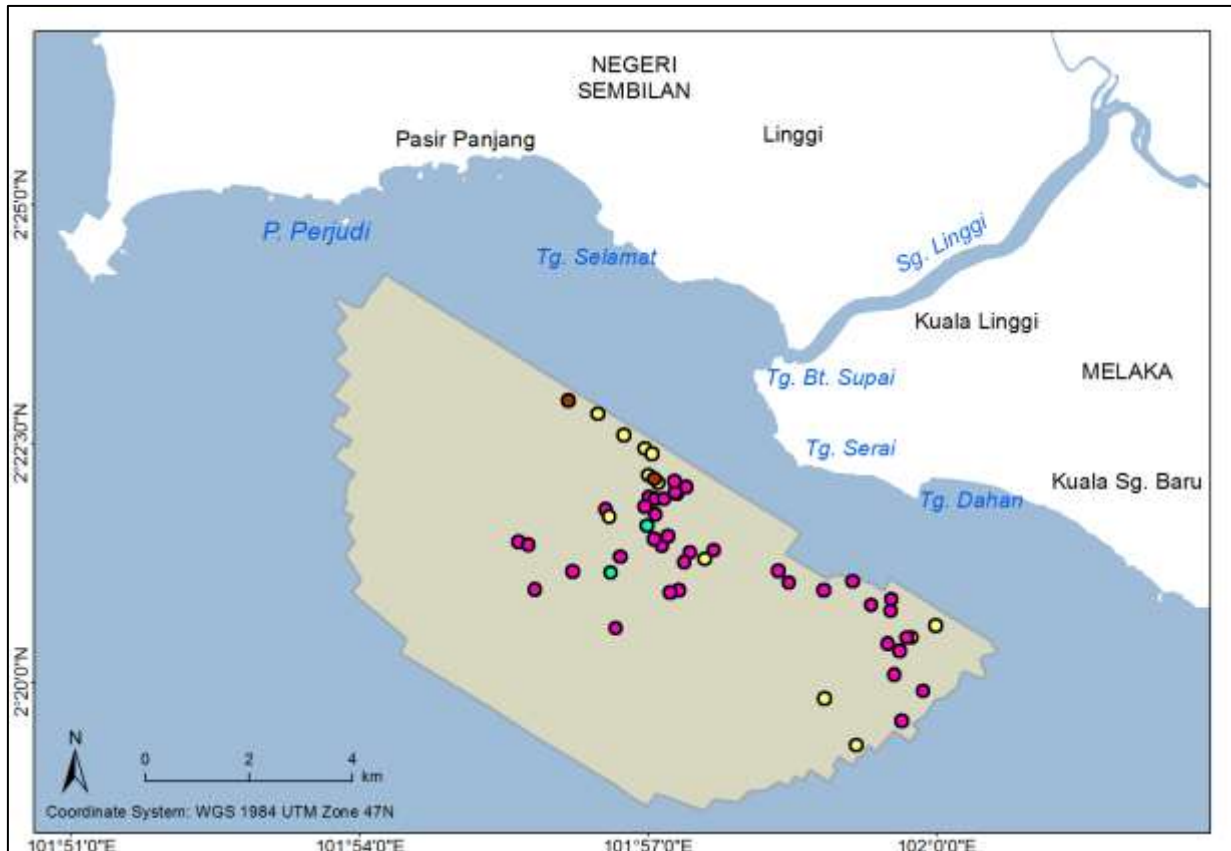 NEGERI
SEMBILAN
Pasir Panjang
Linggi
2°25'0"N
P. Perjudi
Tg. Selamat
Sg. Linggi
Kuala Linggi
Tg. Bt. Supai
MELAKA
2°22'30"N
Tg. Serai
Kuala Sg. Baru
Tg. Dahan
2°20'0"N
N
0 2 4
km
Coordinate System: WGS 1984 UTM Zone 47N
101°51'0"E 101°54'0"E 101°57'0"E 102°0'0"E